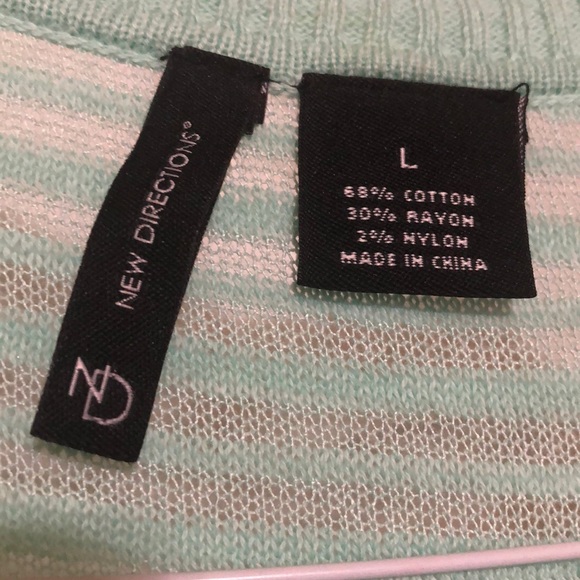 NEW DIRECTIONS®
ND
L
68% COTTON
30% RAYON
2% NYLON
MADE IN CHINA